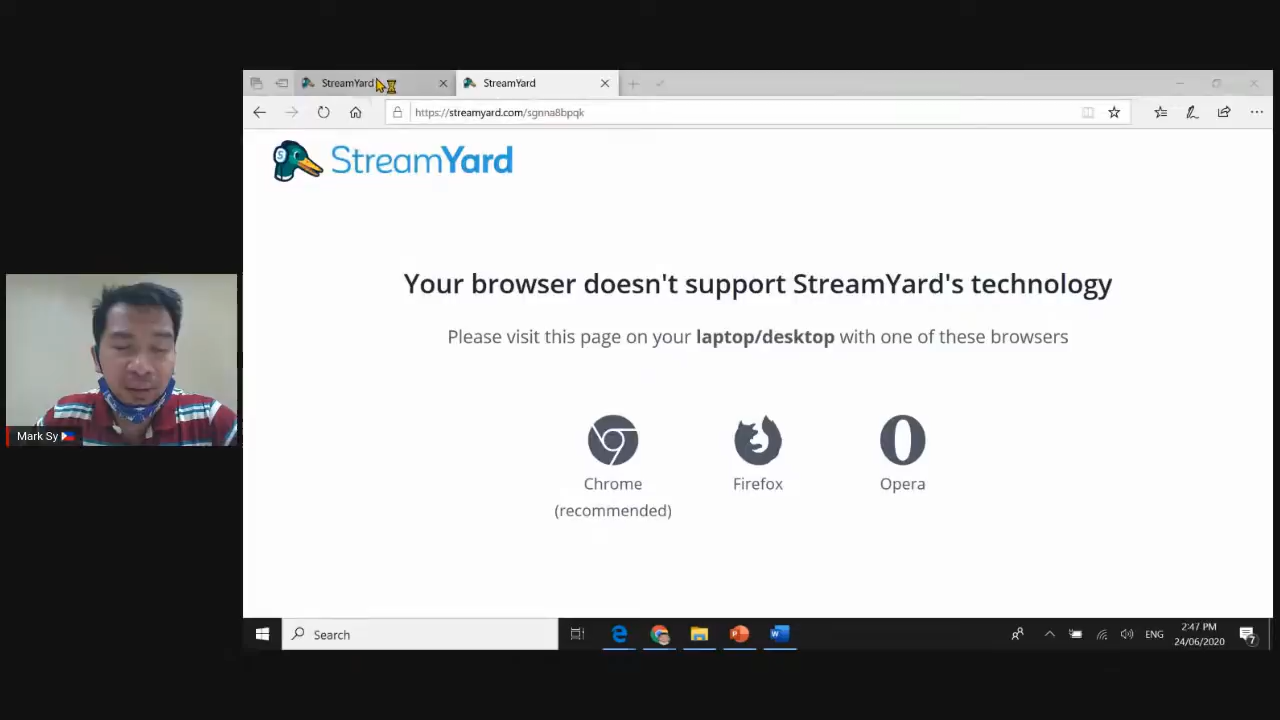 StreamYard
StreamYard
https://streamyard.com/sgnna8bpqk
StreamYard
Your browser doesn't support StreamYard's technology
Please visit this page on your laptop/desktop with one of these browsers
Chrome
(recommended)
Firefox
Opera
Mark Sy
Search
ENG
2:47 PM
24/06/2020
7